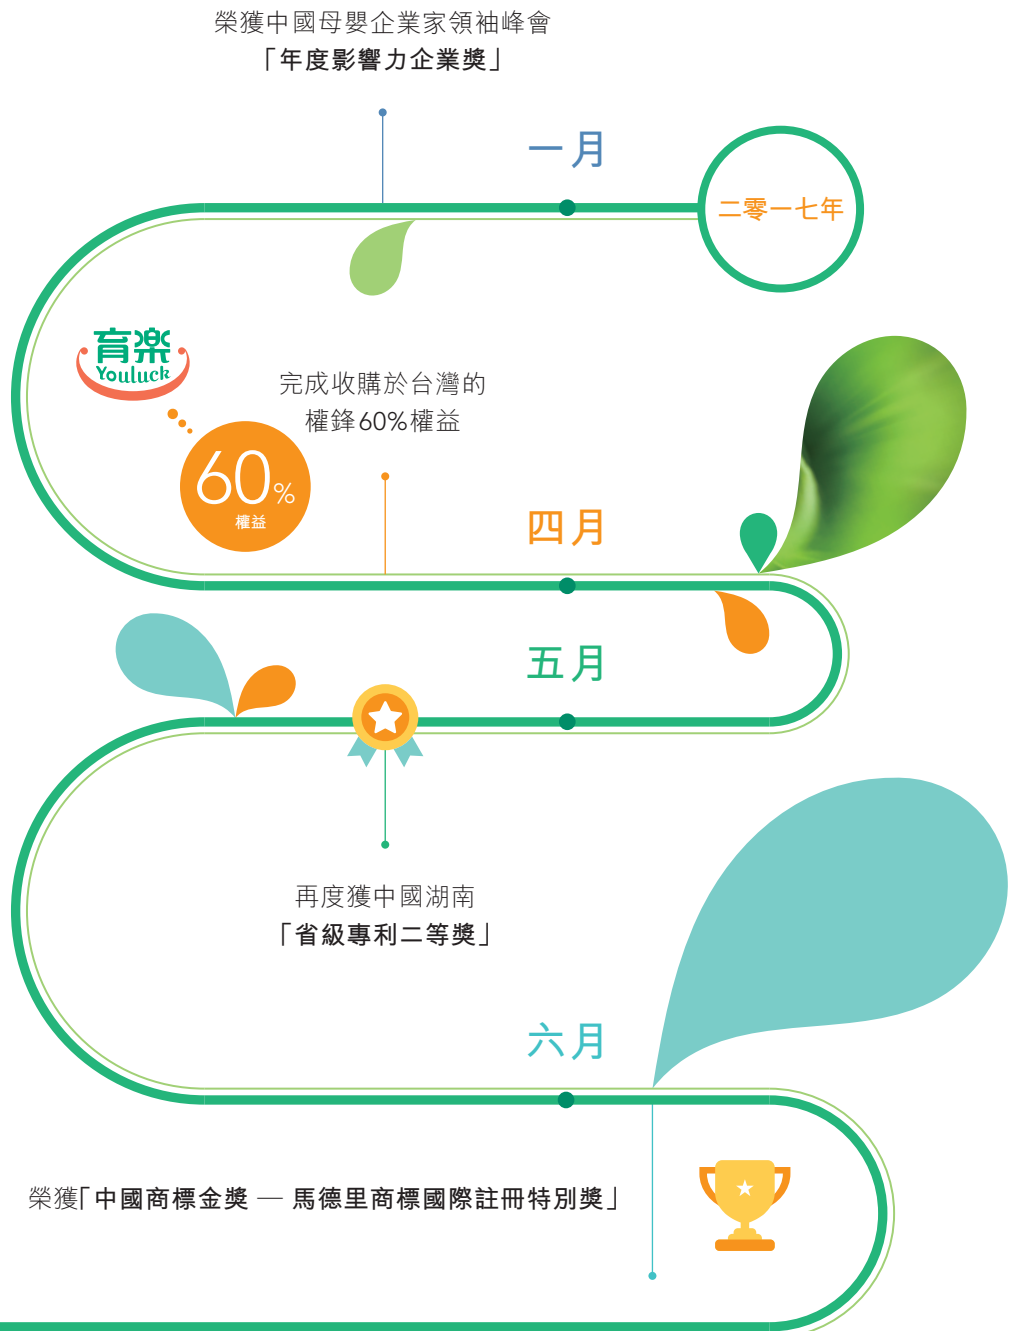 榮獲中國母嬰企業家領袖峰會
「年度影響力企業獎」
一月
二零一七年
育樂
Youluck
完成收購於台灣的
權鋒60%權益
60%
權益
四月
五月
再度獲中國湖南
「省級專利二等獎」
六月
榮獲「中國商標金獎 — 馬德里商標國際註冊特別獎」